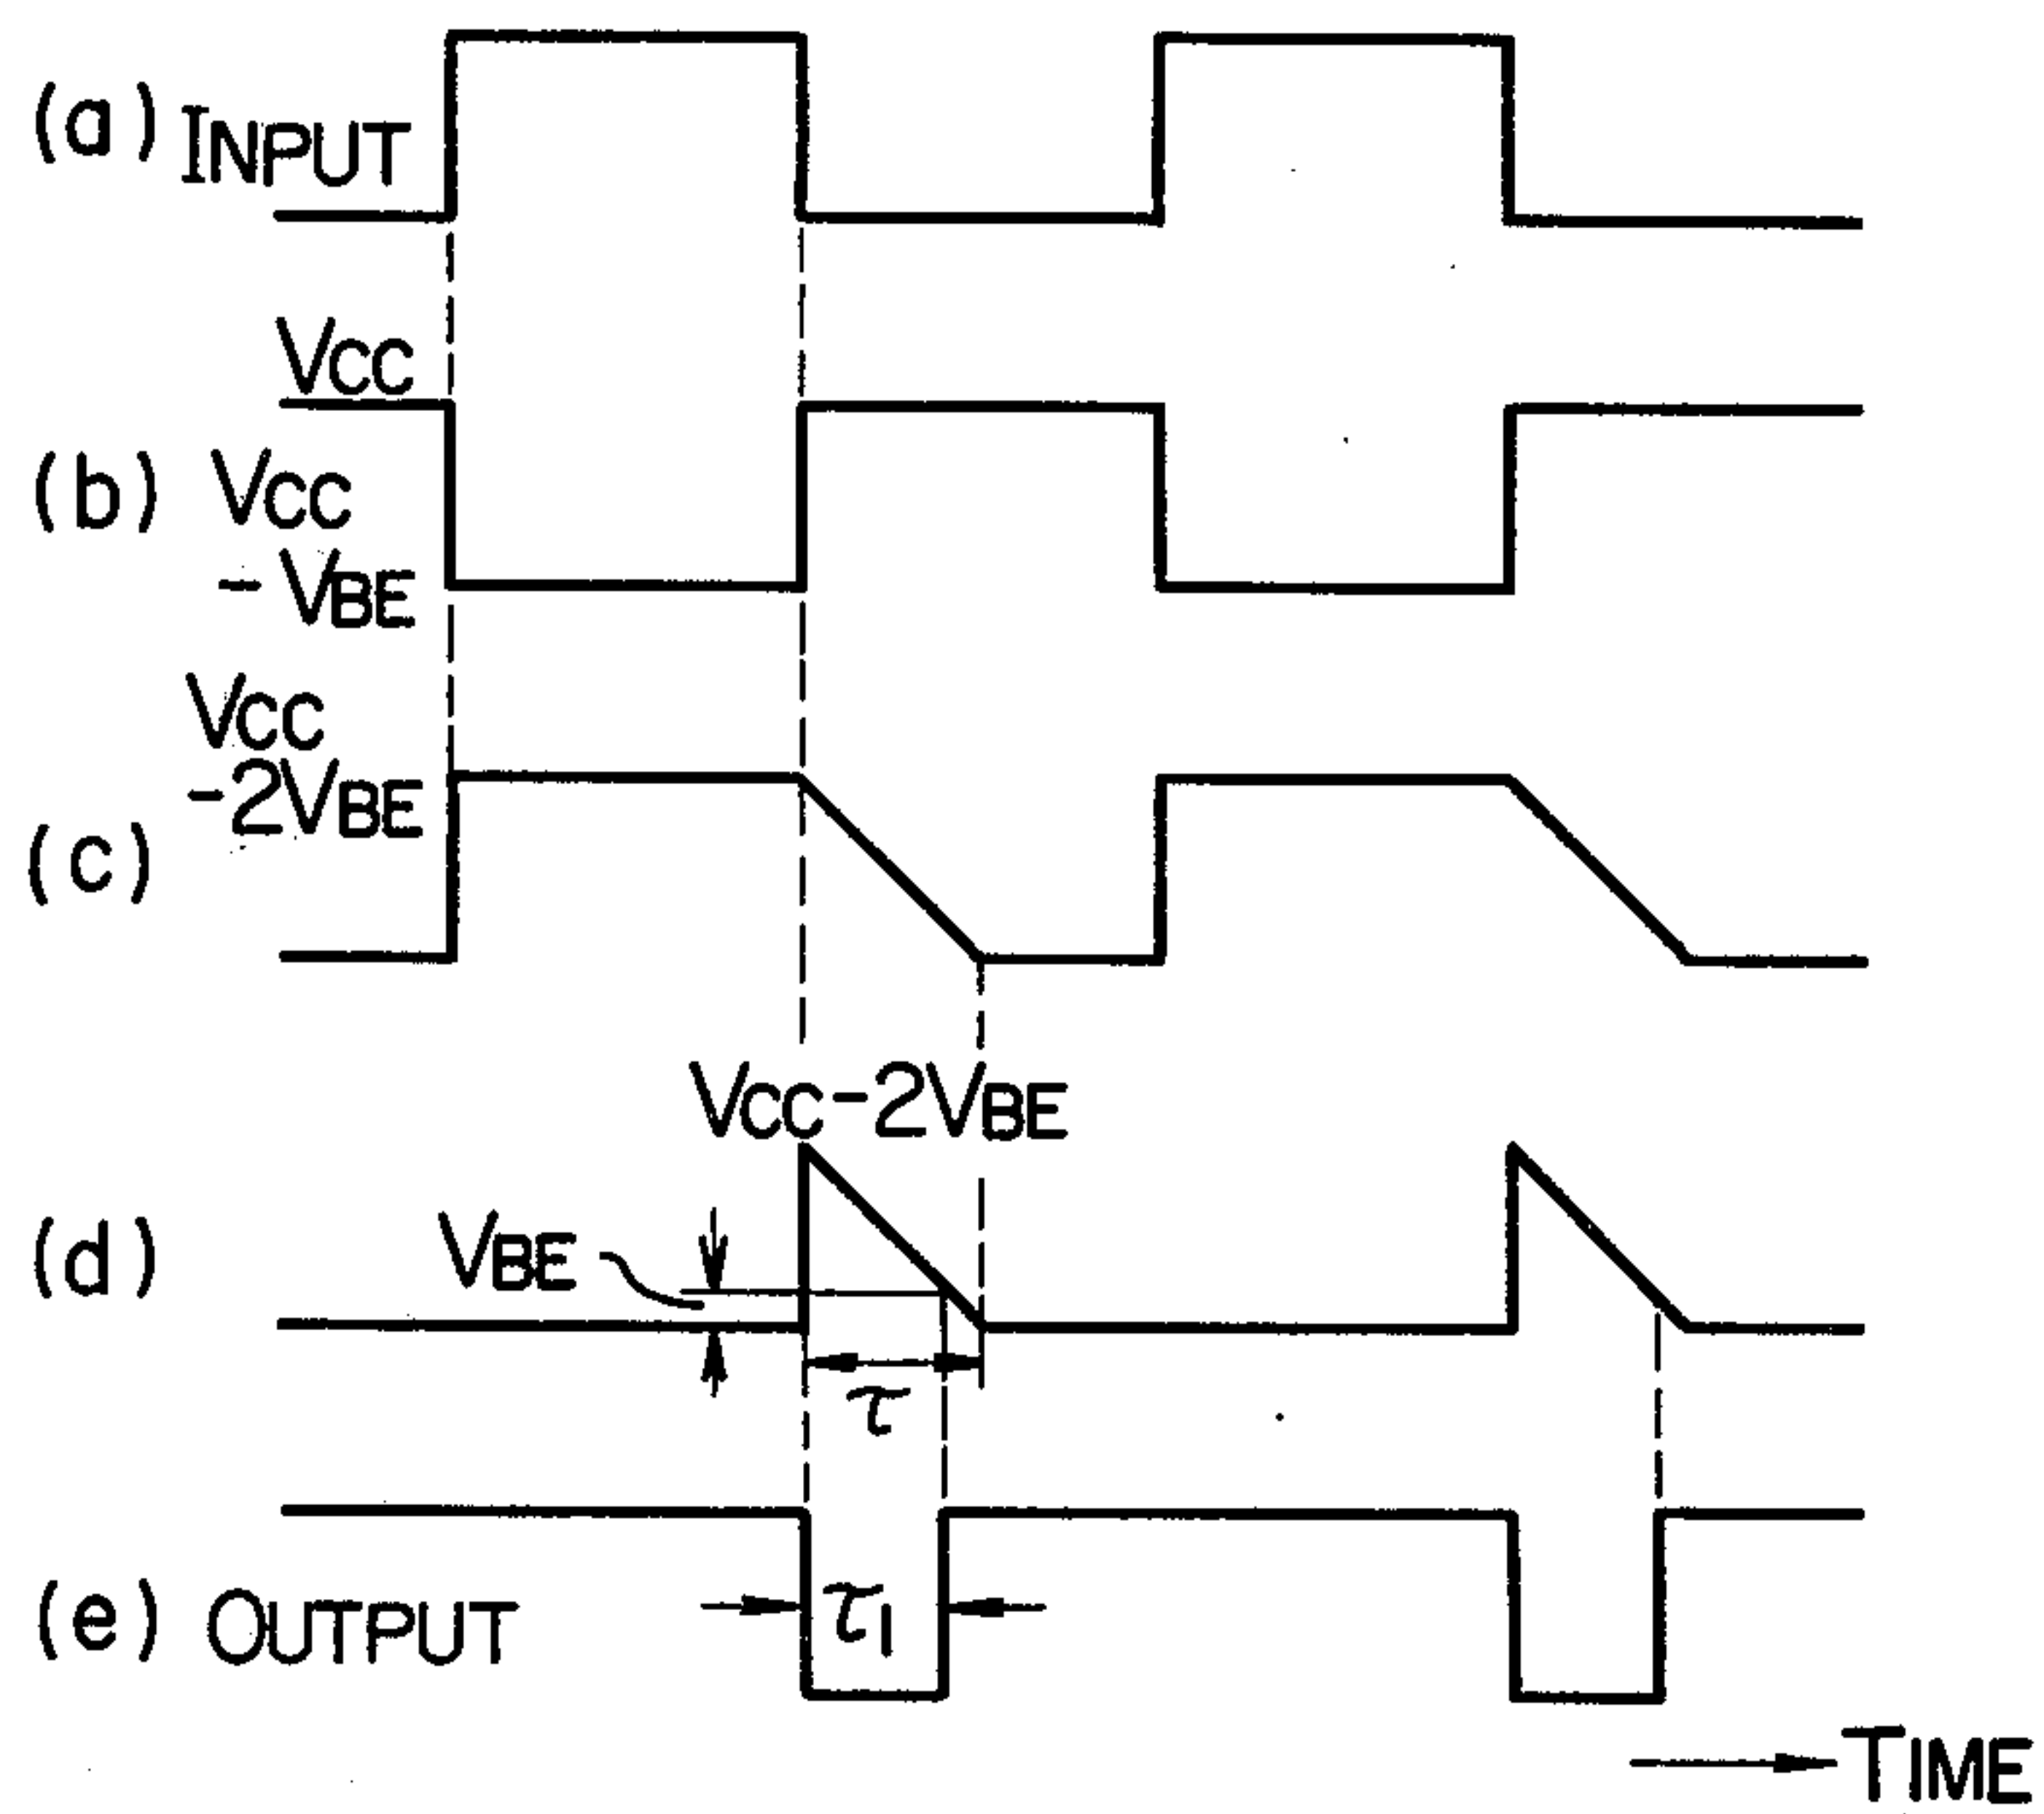 (a) INPUT
VCC
(b) VCC
- VBE
VCC
-2VBE
(c)
VCC-2VBE
(d) VBE
τ
(e) OUTPUT τ1
TIME